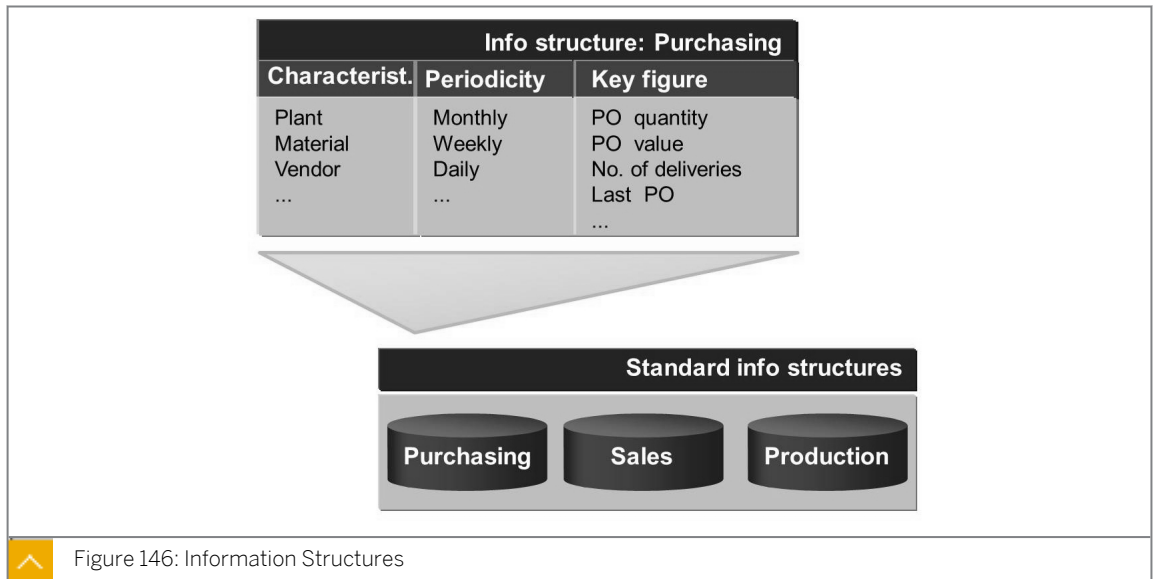 Info structure: Purchasing
Characterist. Periodicity Key figure
Plant Monthly PO quantity
Material Weekly PO value
Vendor Daily No. of deliveries
... ... Last PO
...
Standard info structures
Purchasing Sales Production
Figure 146: Information Structures